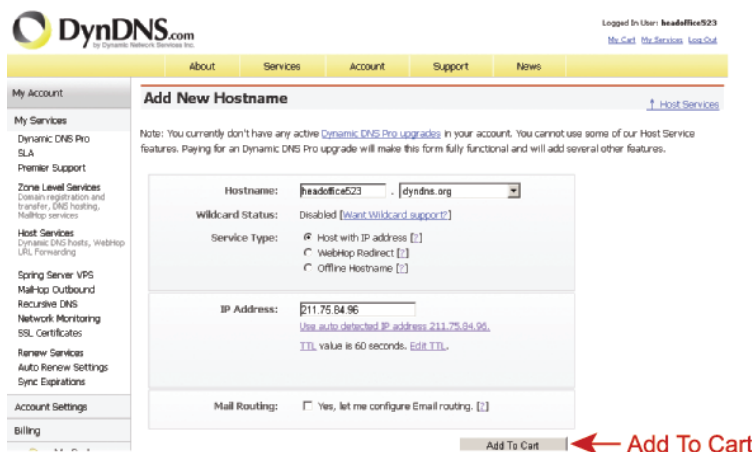 DynDNS.com
by Dynamic Network Services Inc.
Logged In User: headoffice523
My Cart My Services Log Out
About Services Account Support News
My Account
My Services
Dynamic DNS Pro
SLA
Premier Support
Zone Level Services
Domain registration and
transfer, DNS hosting,
MailHop services
Host Services
Dynamic DNS hosts, WebHop
URL Forwarding
Spring Server VPS
MailHop Outbound
Recursive DNS
Network Monitoring
SSL Certificates
Renew Services
Auto Renew Settings
Sync Expirations
Account Settings
Billing
Add New Hostname
Host Services
Note: You currently don't have any active Dynamic DNS Pro upgrades in your account. You cannot use some of our Host Service
features. Paying for an Dynamic DNS Pro upgrade will make this form fully functional and will add several other features.
Hostname: headoffice523 . dyndns.org
Wildcard Status: Disabled [Want Wildcard support?]
Service Type: Host with IP address [?]
WebHop Redirect [?]
Offline Hostname [?]
IP Address: 211.75.84.96
Use auto detected IP address 211.75.84.96.
TTL value is 60 seconds. Edit TTL.
Mail Routing: Yes, let me configure Email routing. [?]
Add To Cart
Add To Cart